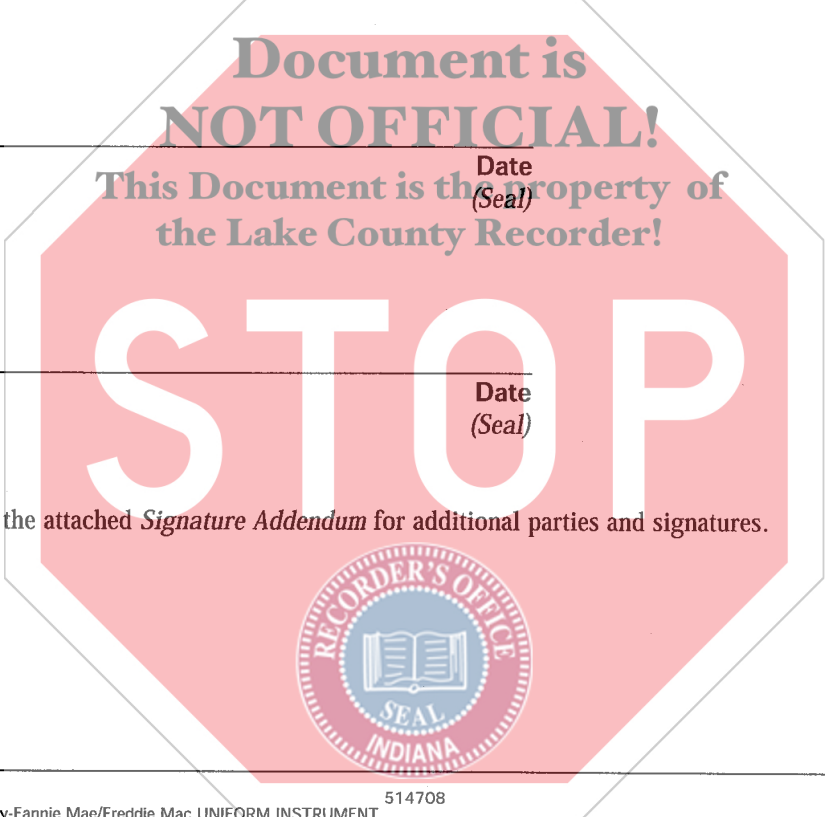 Document is
NOT OFFICIAL!
Date
This Document is the property of
(Seal)
the Lake County Recorder!
STOP
Date
(Seal)
the attached Signature Addendum for additional parties and signatures.
RECORDER'S OFFICE
SEAL
INDIANA
514708
y-Fannie Mae/Freddie Mac UNIFORM INSTRUMENT